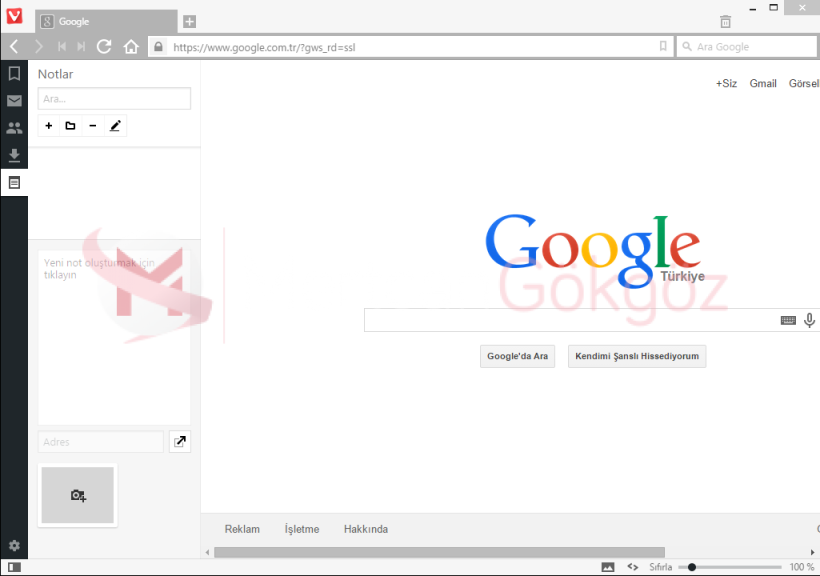 Google
https://www.google.com.tr/?gws_rd=ssl
Ara Google
Notlar
Ara...
+Siz Gmail Görsel
Yeni not oluşturmak için
tıklayın
Google
Türkiye
Gökgöz
Google'da Ara Kendimi Şanslı Hissediyorum
Adres
Reklam İşletme Hakkında
Sıfırla 100 %